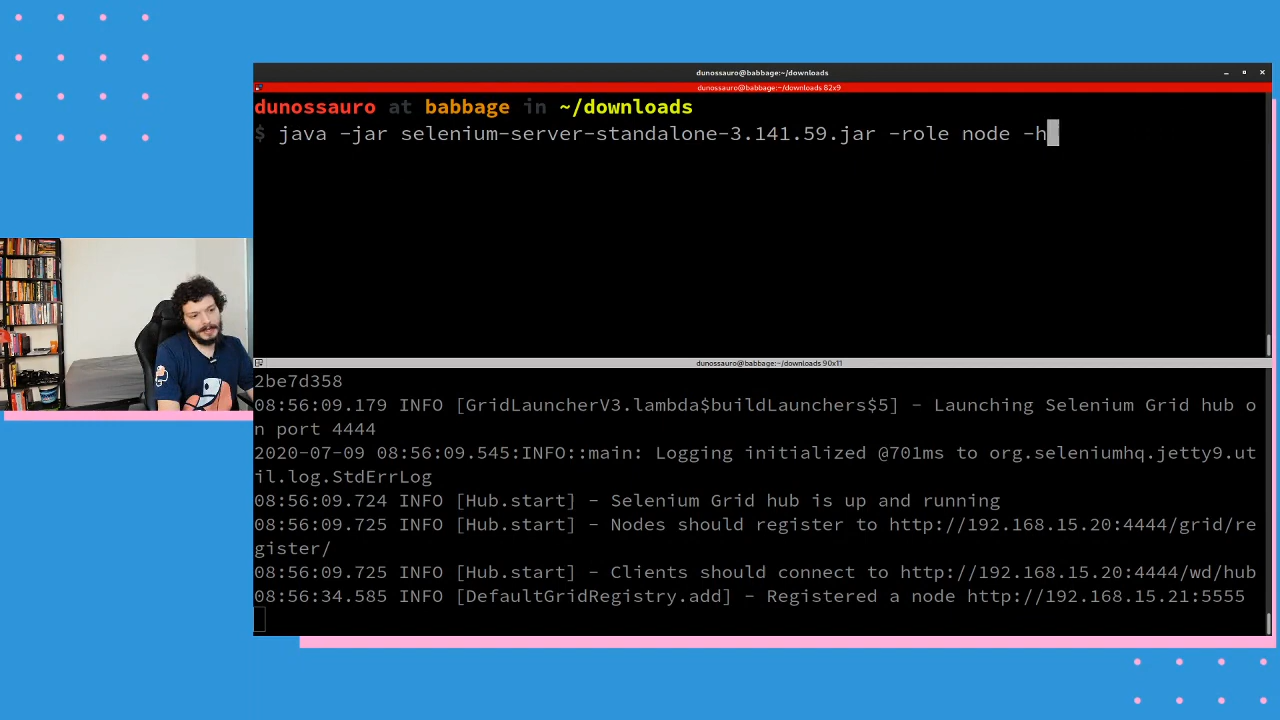 dunossauro@babbage:~/downloads
dunossauro@babbage:~/downloads 82x9
dunossauro at babbage in ~/downloads
$ java -jar selenium-server-standalone-3.141.59.jar -role node -h
dunossauro@babbage:~/downloads 90x11
2be7d358
08:56:09.179 INFO [GridLauncherV3.lambda$buildLaunchers$5] - Launching Selenium Grid hub o
n port 4444
2020-07-09 08:56:09.545:INFO::main: Logging initialized @701ms to org.seleniumhq.jetty9.ut
il.log.StdErrLog
08:56:09.724 INFO [Hub.start] - Selenium Grid hub is up and running
08:56:09.725 INFO [Hub.start] - Nodes should register to http://192.168.15.20:4444/grid/re
gister/
08:56:09.725 INFO [Hub.start] - Clients should connect to http://192.168.15.20:4444/wd/hub
08:56:34.585 INFO [DefaultGridRegistry.add] - Registered a node http://192.168.15.21:5555